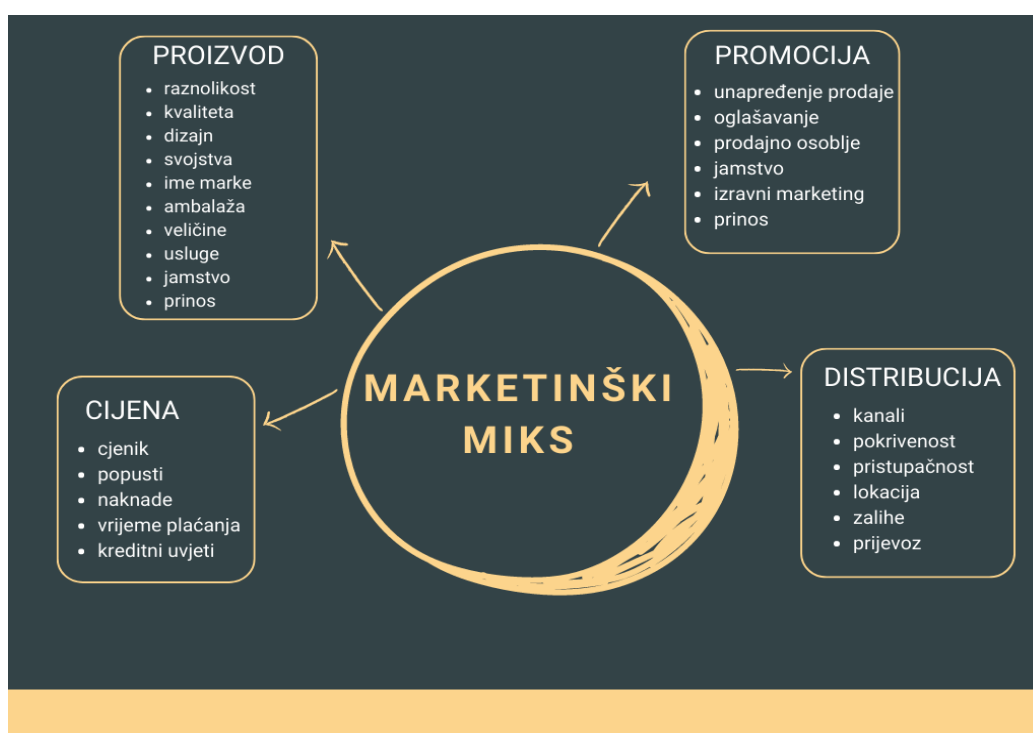 PROIZVOD
• raznolikost
• kvaliteta
• dizajn
• svojstva
• ime marke
• ambalaža
• veličine
• usluge
• jamstvo
• prinos
PROMOCIJA
• unapređenje prodaje
• oglašavanje
• prodajno osoblje
• jamstvo
• izravni marketing
• prinos
MARKETINŠKI
MIKS
CIJENA
• cjenik
• popusti
• naknade
• vrijeme plaćanja
• kreditni uvjeti
DISTRIBUCIJA
• kanali
• pokrivenost
• pristupačnost
• lokacija
• zalihe
• prijevoz